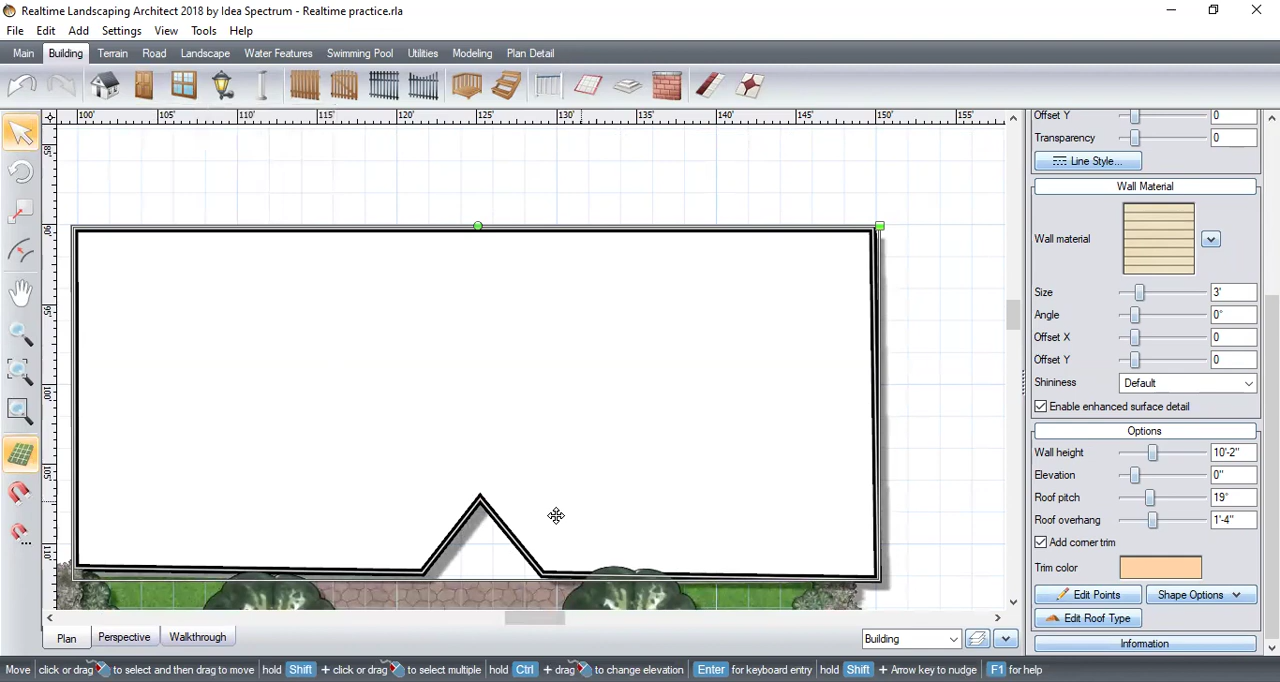 Realtime Landscaping Architect 2018 by Idea Spectrum - Realtime practice.rla
File Edit Add Settings View Tools Help
Main Building Terrain Road Landscape Water Features Swimming Pool Utilities Modeling Plan Detail
100' 105' 110' 115' 120' 125' 130' 135' 140' 145' 150' 155'
85'
90'
95'
100'
105'
110'
Offset Y 0
Transparency 0
Line Style...
Wall Material
Wall material
Size 3'
Angle 0°
Offset X 0
Offset Y 0
Shininess Default
Enable enhanced surface detail
Options
Wall height 10'-2"
Elevation 0"
Roof pitch 19°
Roof overhang 1'-4"
Add corner trim
Trim color
Edit Points Shape Options
Edit Roof Type
Information
Plan Perspective Walkthrough Building
Move click or drag to select and then drag to move hold Shift + click or drag to select multiple hold Ctrl + drag to change elevation Enter for keyboard entry hold Shift + Arrow key to nudge F1 for help